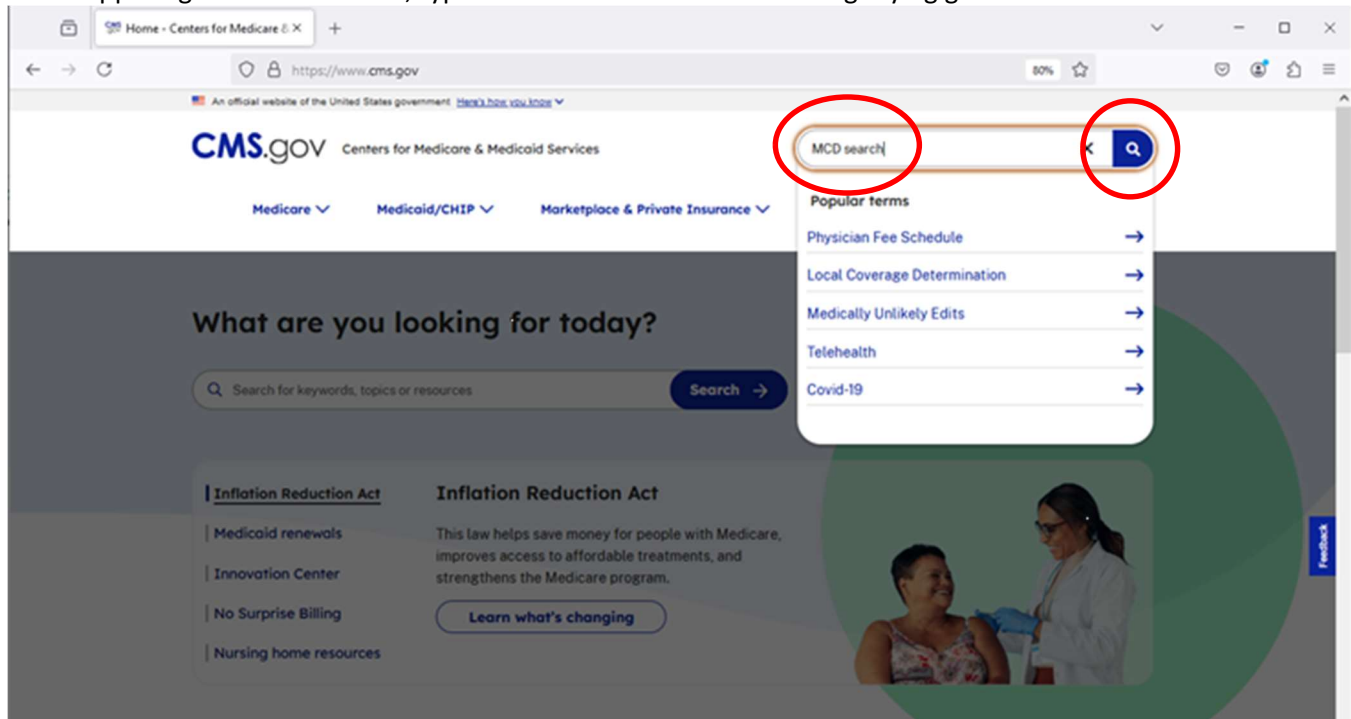 Home - Centers for Medicare &
https://www.cms.gov
80%
An official website of the United States government Here's how you know
CMS.gov Centers for Medicare & Medicaid Services
MCD search
Medicare Medicaid/CHIP Marketplace & Private Insurance
Popular terms
Physician Fee Schedule
Local Coverage Determination
Medically Unlikely Edits
Telehealth
Covid-19
What are you looking for today?
Search for keywords, topics or resources
Search
Inflation Reduction Act
Medicaid renewals
Innovation Center
No Surprise Billing
Nursing home resources
Inflation Reduction Act
This law helps save money for people with Medicare,
improves access to affordable treatments, and
strengthens the Medicare program.
Learn what's changing
Feedback